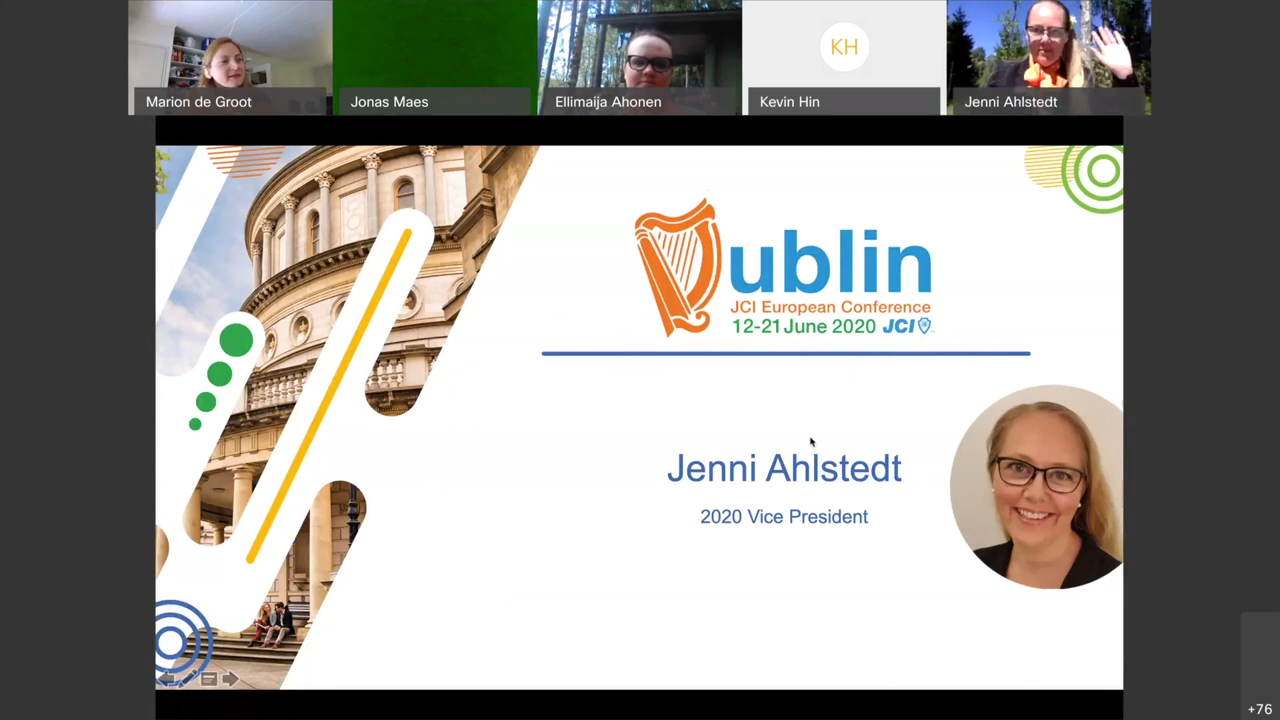 KH
Marion de Groot
Jonas Maes
Ellimaija Ahonen
Kevin Hin
Jenni Ahlstedt
ublin
JCI European Conference
12-21 June 2020 JCI
Jenni Ahlstedt
2020 Vice President
+76